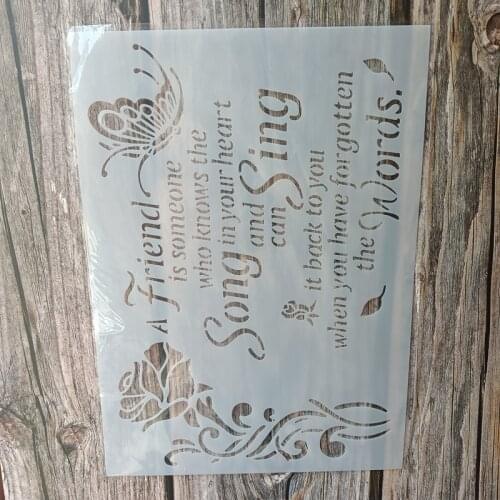 A Friend
is someone
who knows the
Song in your heart
and
can Sing
it back to you
when you have forgotten
the Words.